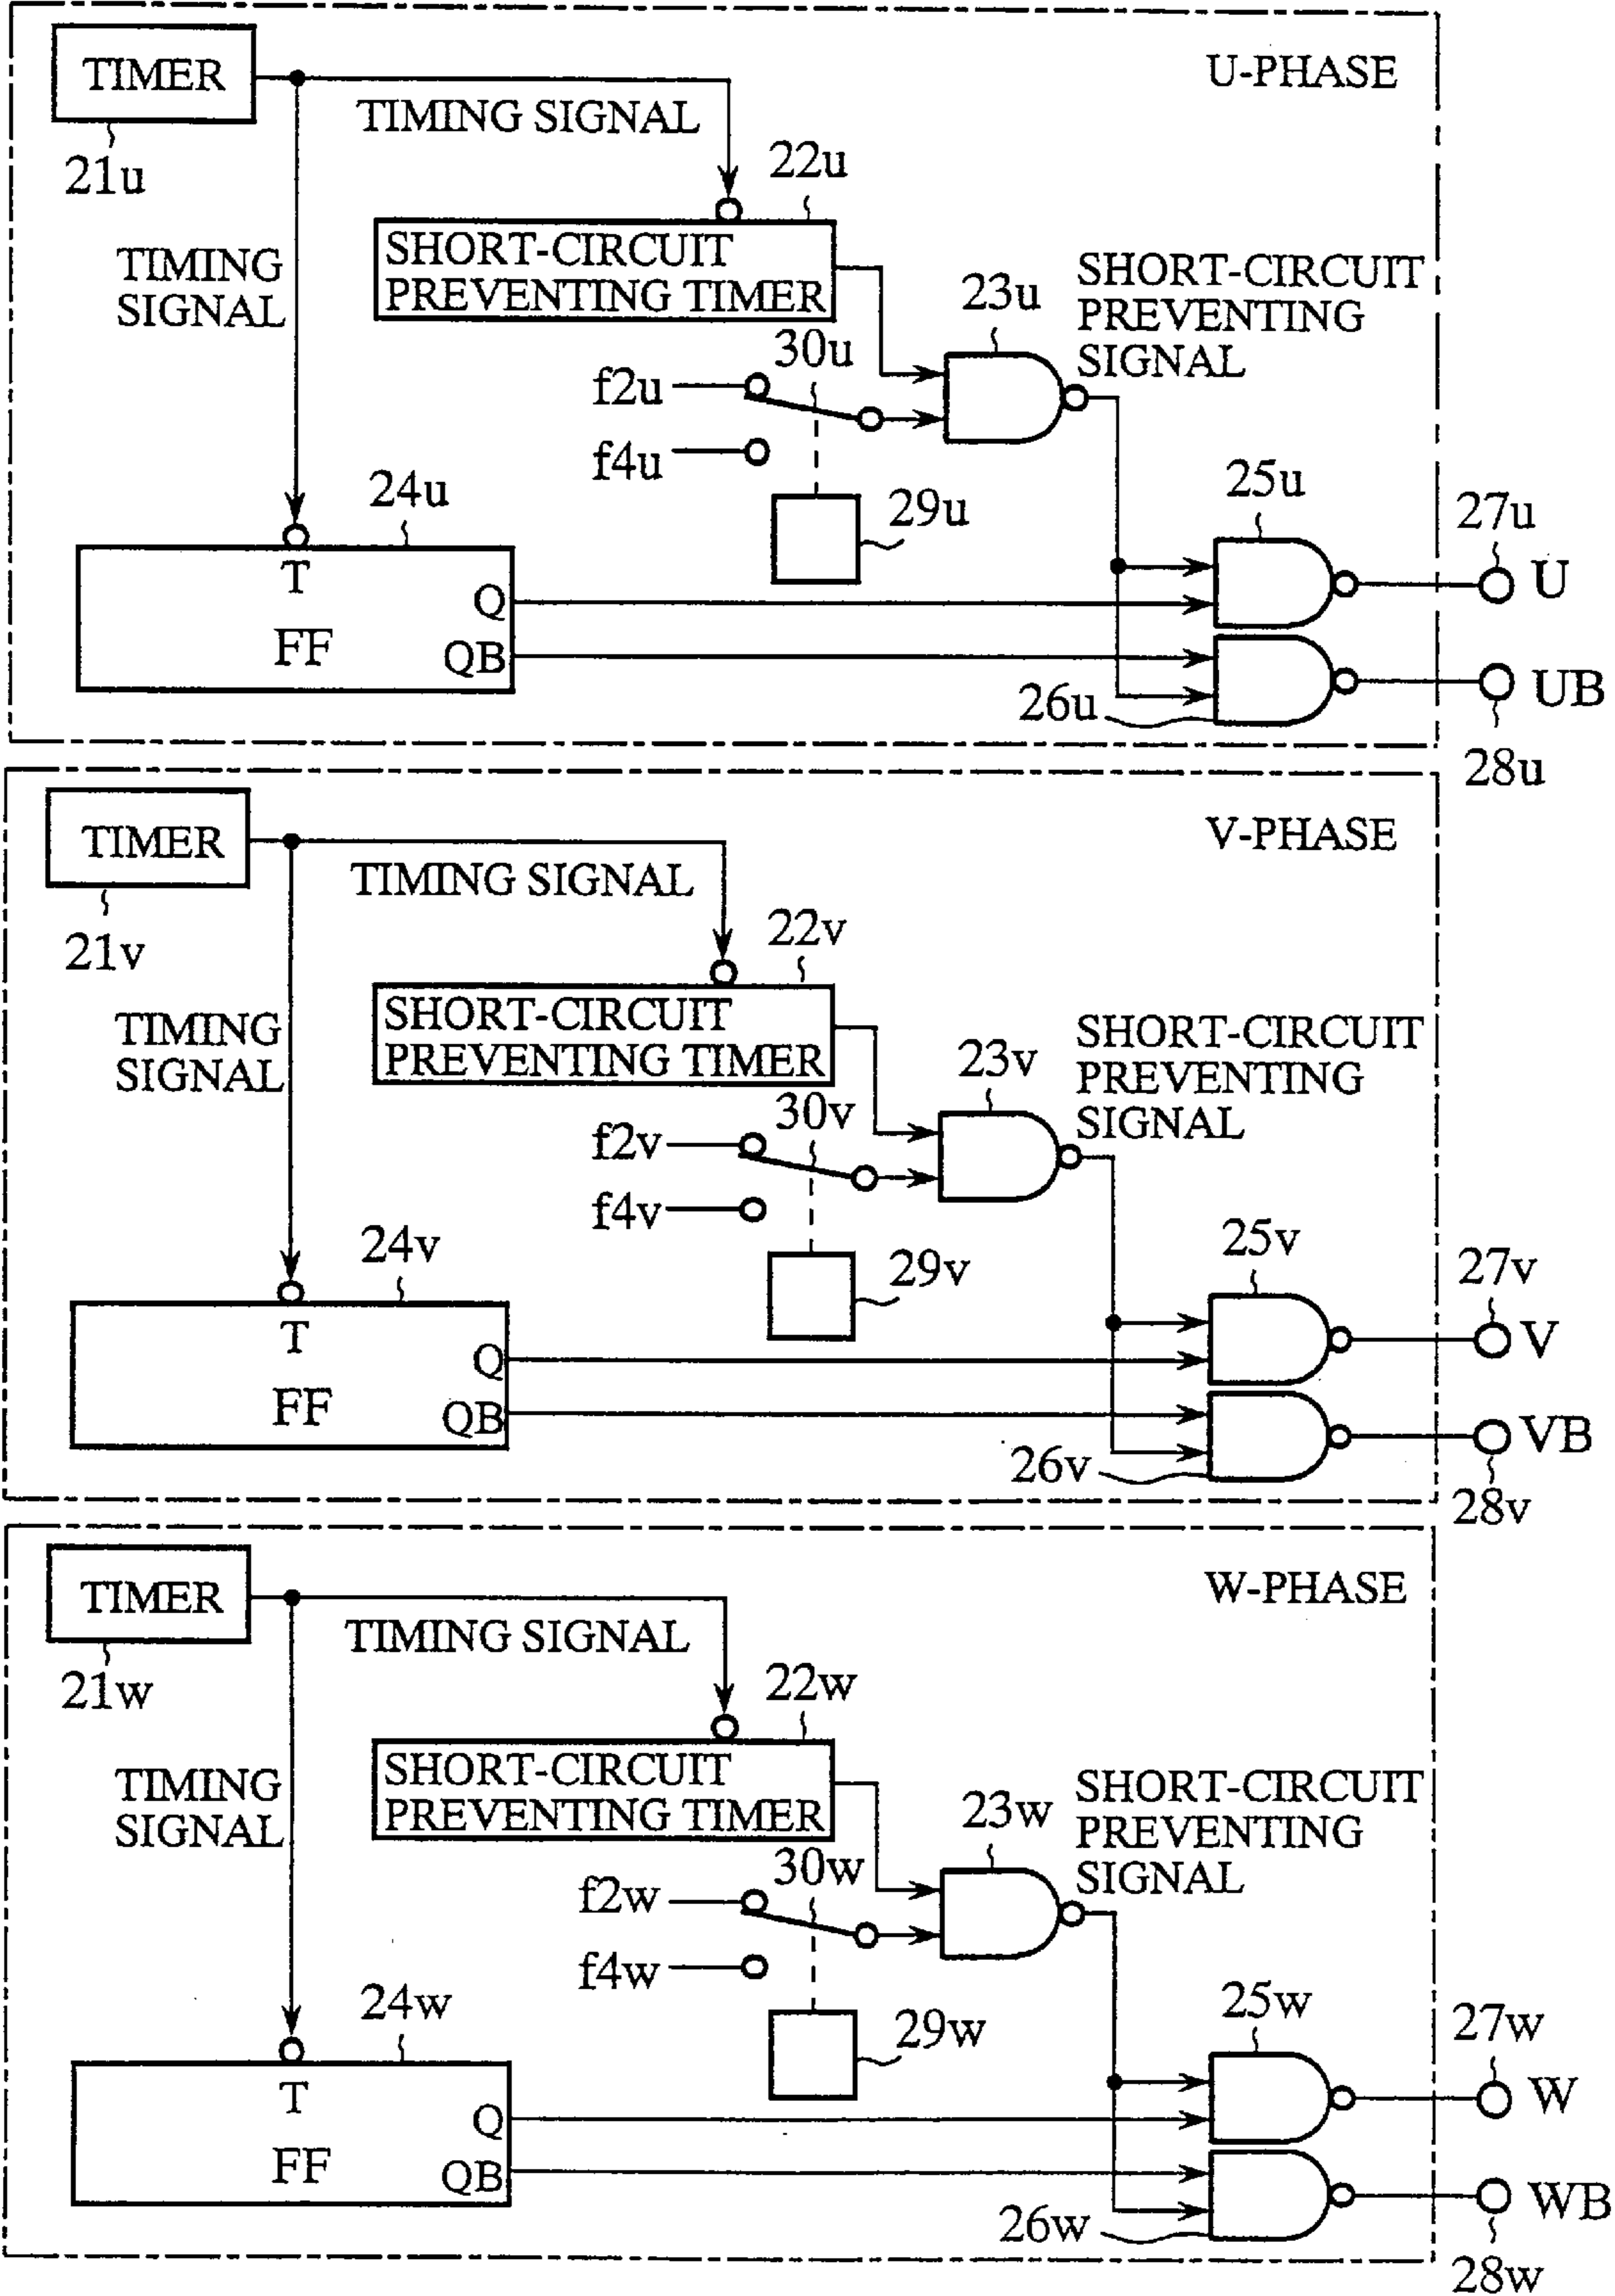 TIMER
U-PHASE
TIMING SIGNAL
21u
22u
TIMING
SIGNAL
SHORT-CIRCUIT
PREVENTING TIMER
23u
SHORT-CIRCUIT
PREVENTING
SIGNAL
30u
f2u
f4u
24u
29u
25u
27u
T
Q
U
FF
QB
26u
UB
28u
TIMER
V-PHASE
TIMING SIGNAL
21v
22v
TIMING
SIGNAL
SHORT-CIRCUIT
PREVENTING TIMER
23v
SHORT-CIRCUIT
PREVENTING
SIGNAL
30v
f2v
f4v
24v
29v
25v
27v
T
Q
V
FF
QB
26v
VB
28v
TIMER
W-PHASE
TIMING SIGNAL
21w
22w
TIMING
SIGNAL
SHORT-CIRCUIT
PREVENTING TIMER
23w
SHORT-CIRCUIT
PREVENTING
SIGNAL
30w
f2w
f4w
24w
29w
25w
27w
T
Q
W
FF
QB
26w
WB
28w